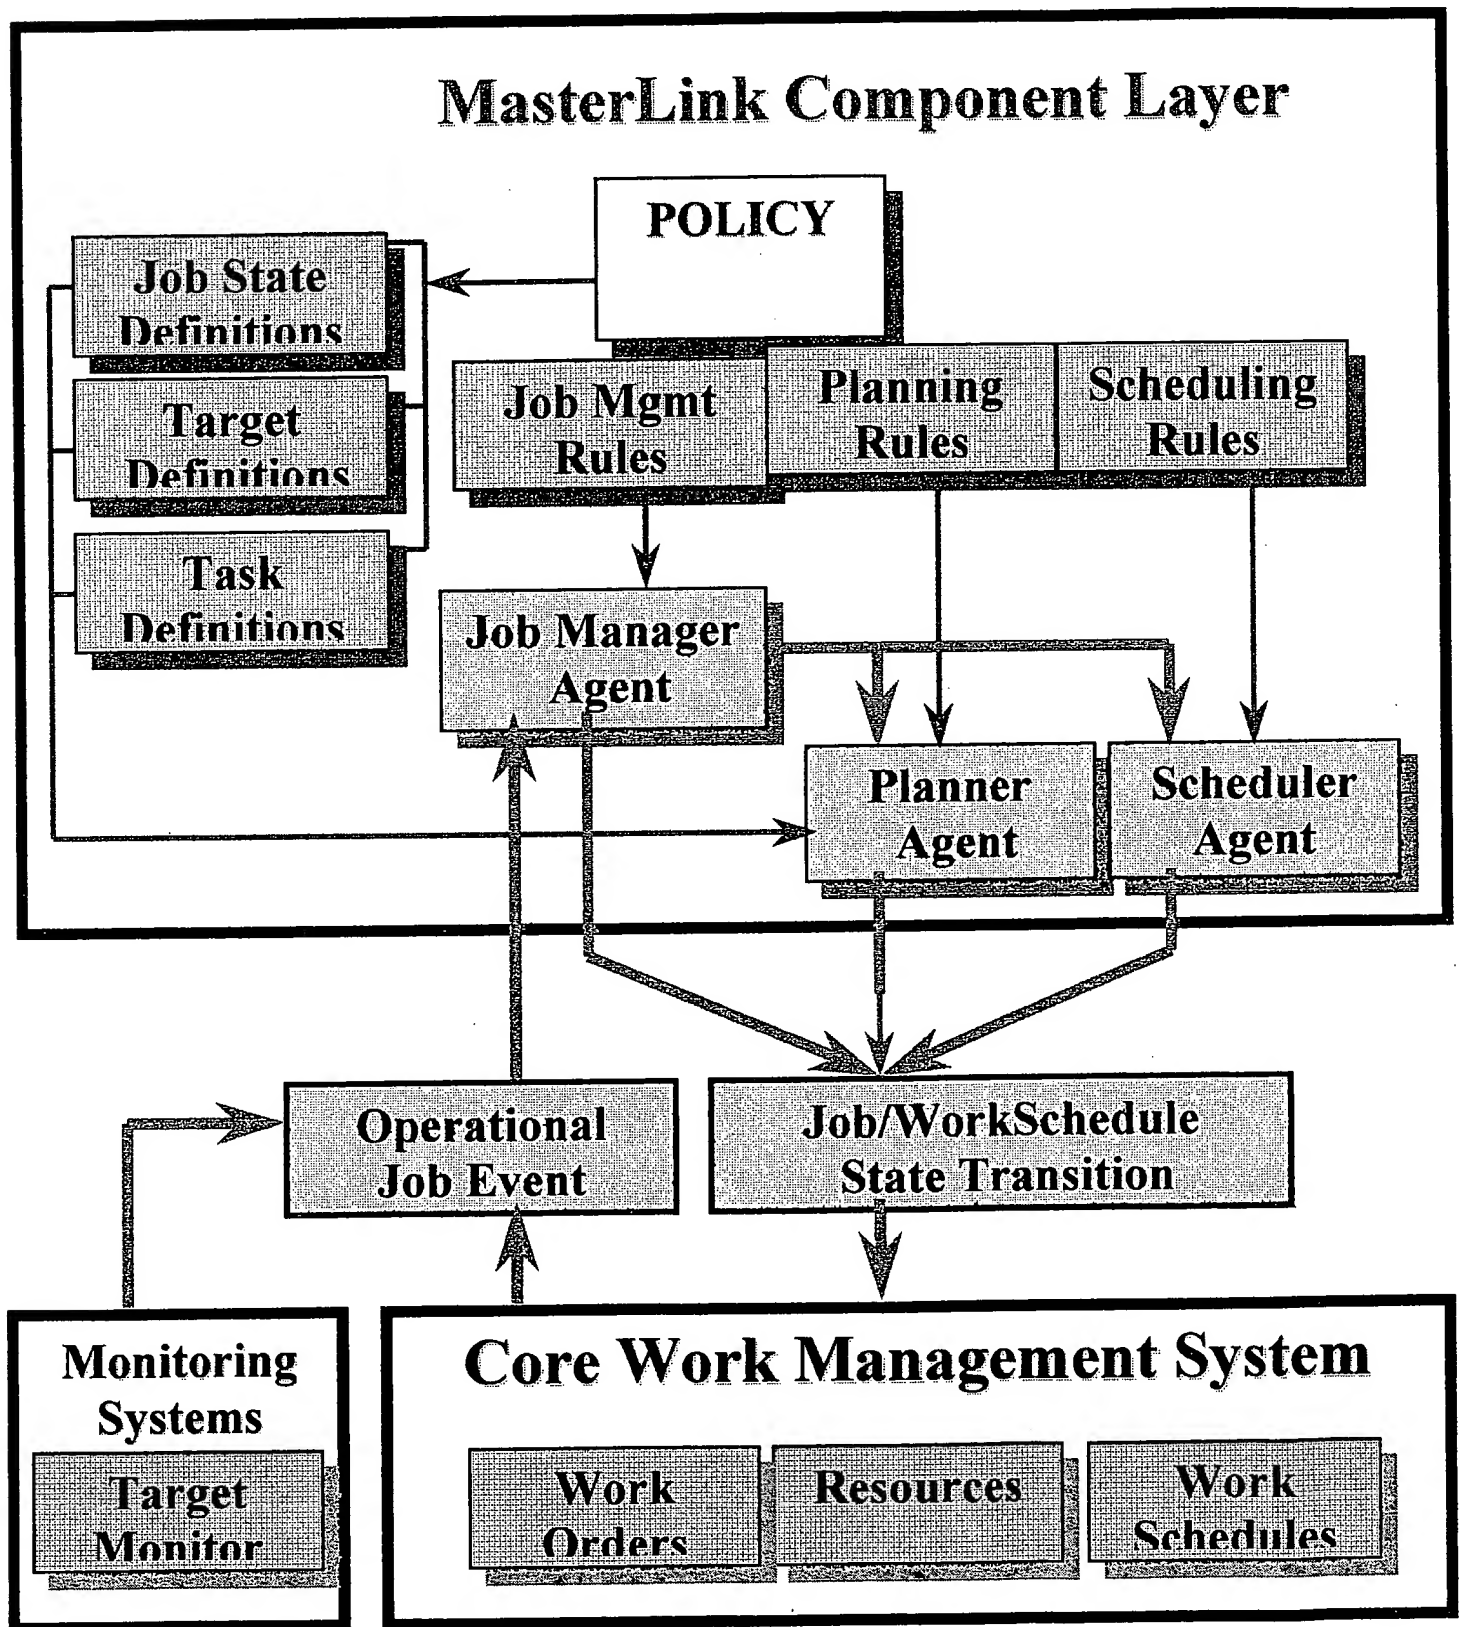 MasterLink Component Layer
POLICY
Job State
Definitions
Target
Definitions
Task
Definitions
Job Mgmt
Rules
Planning
Rules
Scheduling
Rules
Job Manager
Agent
Planner
Agent
Scheduler
Agent
Operational
Job Event
Job/WorkSchedule
State Transition
Monitoring
Systems
Target
Monitor
Core Work Management System
Work
Orders
Resources
Work
Schedules